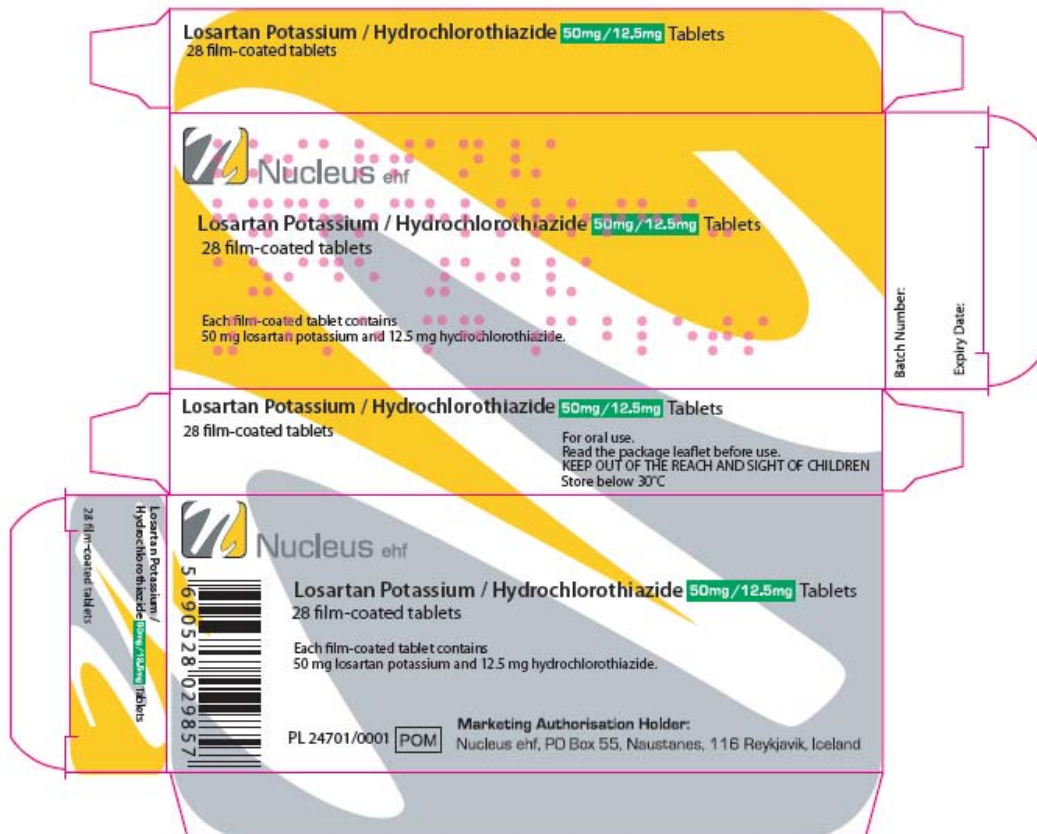 Losartan Potassium / Hydrochlorothiazide 50mg/12.5mg Tablets
28 film-coated tablets
Nucleus ehf
Losartan Potassium / Hydrochlorothiazide 50mg/12.5mg Tablets
28 film-coated tablets
Each film-coated tablet contains
50 mg losartan potassium and 12.5 mg hydrochlorothiazide.
Batch Number:
Expiry Date:
Losartan Potassium / Hydrochlorothiazide 50mg/12.5mg Tablets
28 film-coated tablets
For oral use.
Read the package leaflet before use.
KEEP OUT OF THE REACH AND SIGHT OF CHILDREN
Store below 30°C
Losartan Potassium /
Hydrochlorothiazide 50mg/12.5mg Tablets
28 film-coated tablets
Nucleus ehf
5 690528 029857
Losartan Potassium / Hydrochlorothiazide 50mg/12.5mg Tablets
28 film-coated tablets
Each film-coated tablet contains
50 mg losartan potassium and 12.5 mg hydrochlorothiazide.
PL 24701/0001 POM
Marketing Authorisation Holder:
Nucleus ehf, PO Box 55, Naustanes, 116 Reykjavik, Iceland